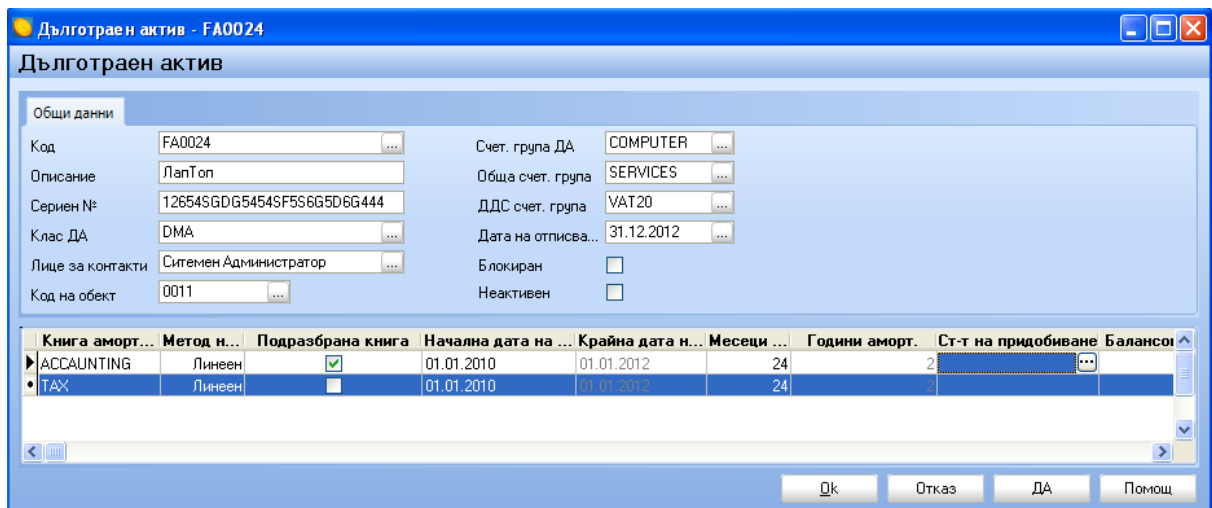 Дълготраен актив - FA0024
Дълготраен актив
Общи данни
Код FA0024 ... Счет. група ДА COMPUTER ...
Описание ЛапТоп Обща счет. група SERVICES ...
Сериен № 12654SGDG5454SF5S6G5D6G444 ДДС счет. група VAT20 ...
Клас ДА DMA ... Дата на отписва... 31.12.2012 ...
Лице за контакти Ситемен Администратор ... Блокиран
Код на обект 0011 ... Неактивен
Книга аморт... Метод н... Подразбрана книга Начална дата на ... Крайна дата н... Месеци ... Години аморт. Ст-т на придобиване Балансов
ACCAUNTING Линеен 01.01.2010 01.01.2012 24 2 ...
TAX Линеен 01.01.2010 01.01.2012 24 2
Ok Отказ ДА Помощ